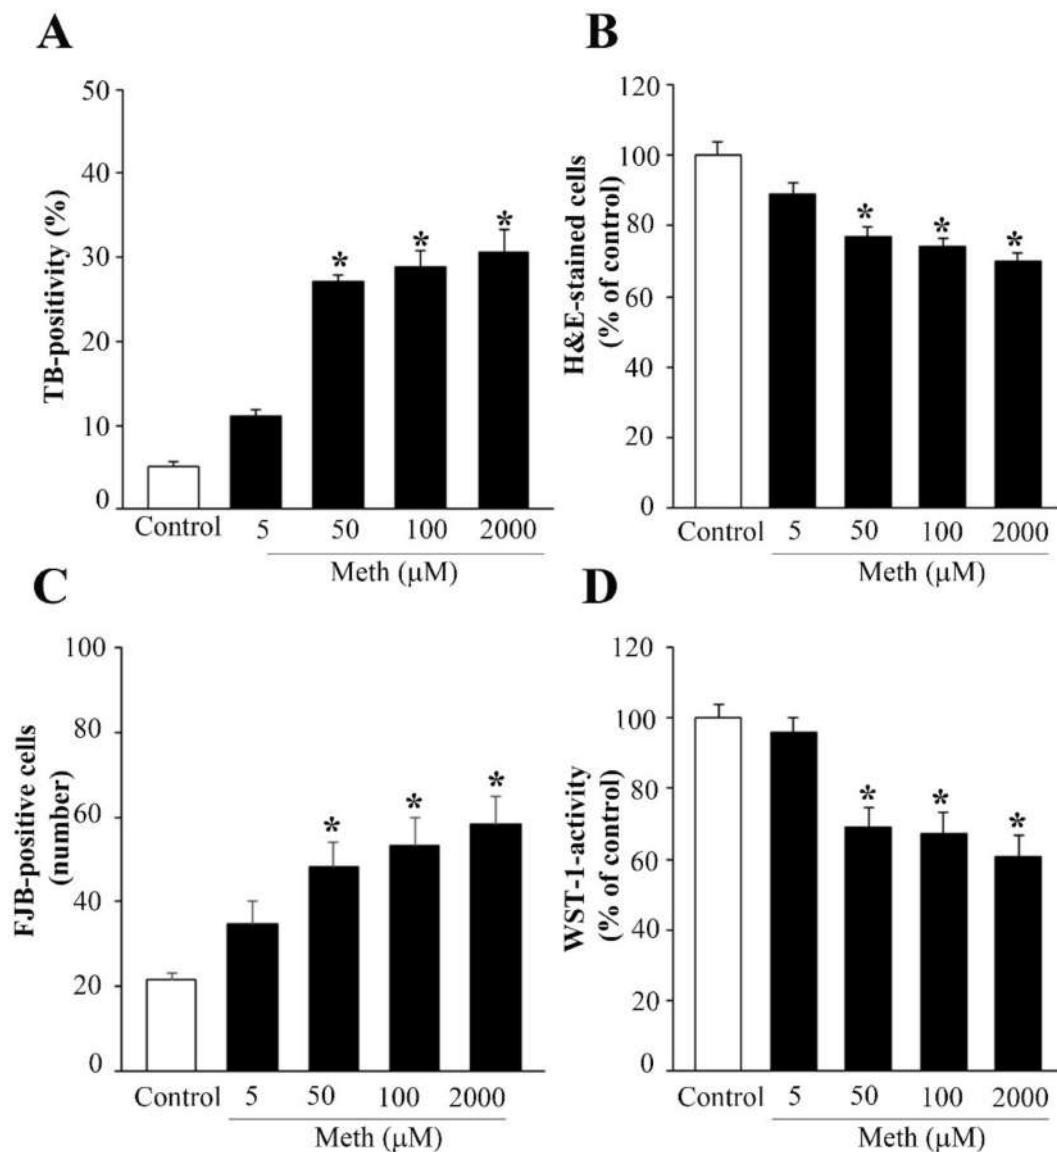 A
TB-positivity (%)
50
40
30
20
10
0
* * *
Control 5 50 100 2000
Meth (μM)
B
H&E-stained cells
(% of control)
120
100
80
60
40
20
0
* * *
Control 5 50 100 2000
Meth (μM)
C
FJB-positive cells
(number)
100
80
60
40
20
0
* * *
Control 5 50 100 2000
Meth (μM)
D
WST-1-activity
(% of control)
120
100
80
60
40
20
0
* * *
Control 5 50 100 2000
Meth (μM)